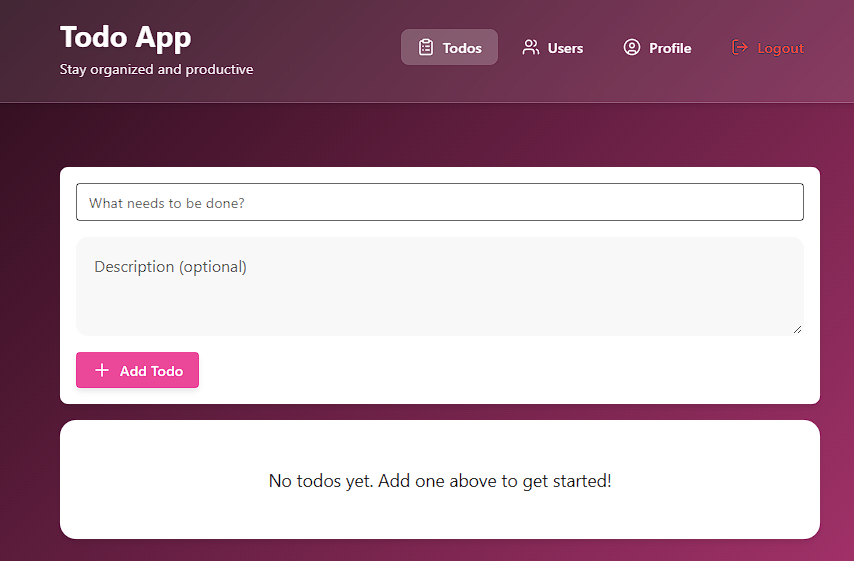 Todo App
Stay organized and productive
Todos
Users
Profile
Logout
What needs to be done?
Description (optional)
Add Todo
No todos yet. Add one above to get started!